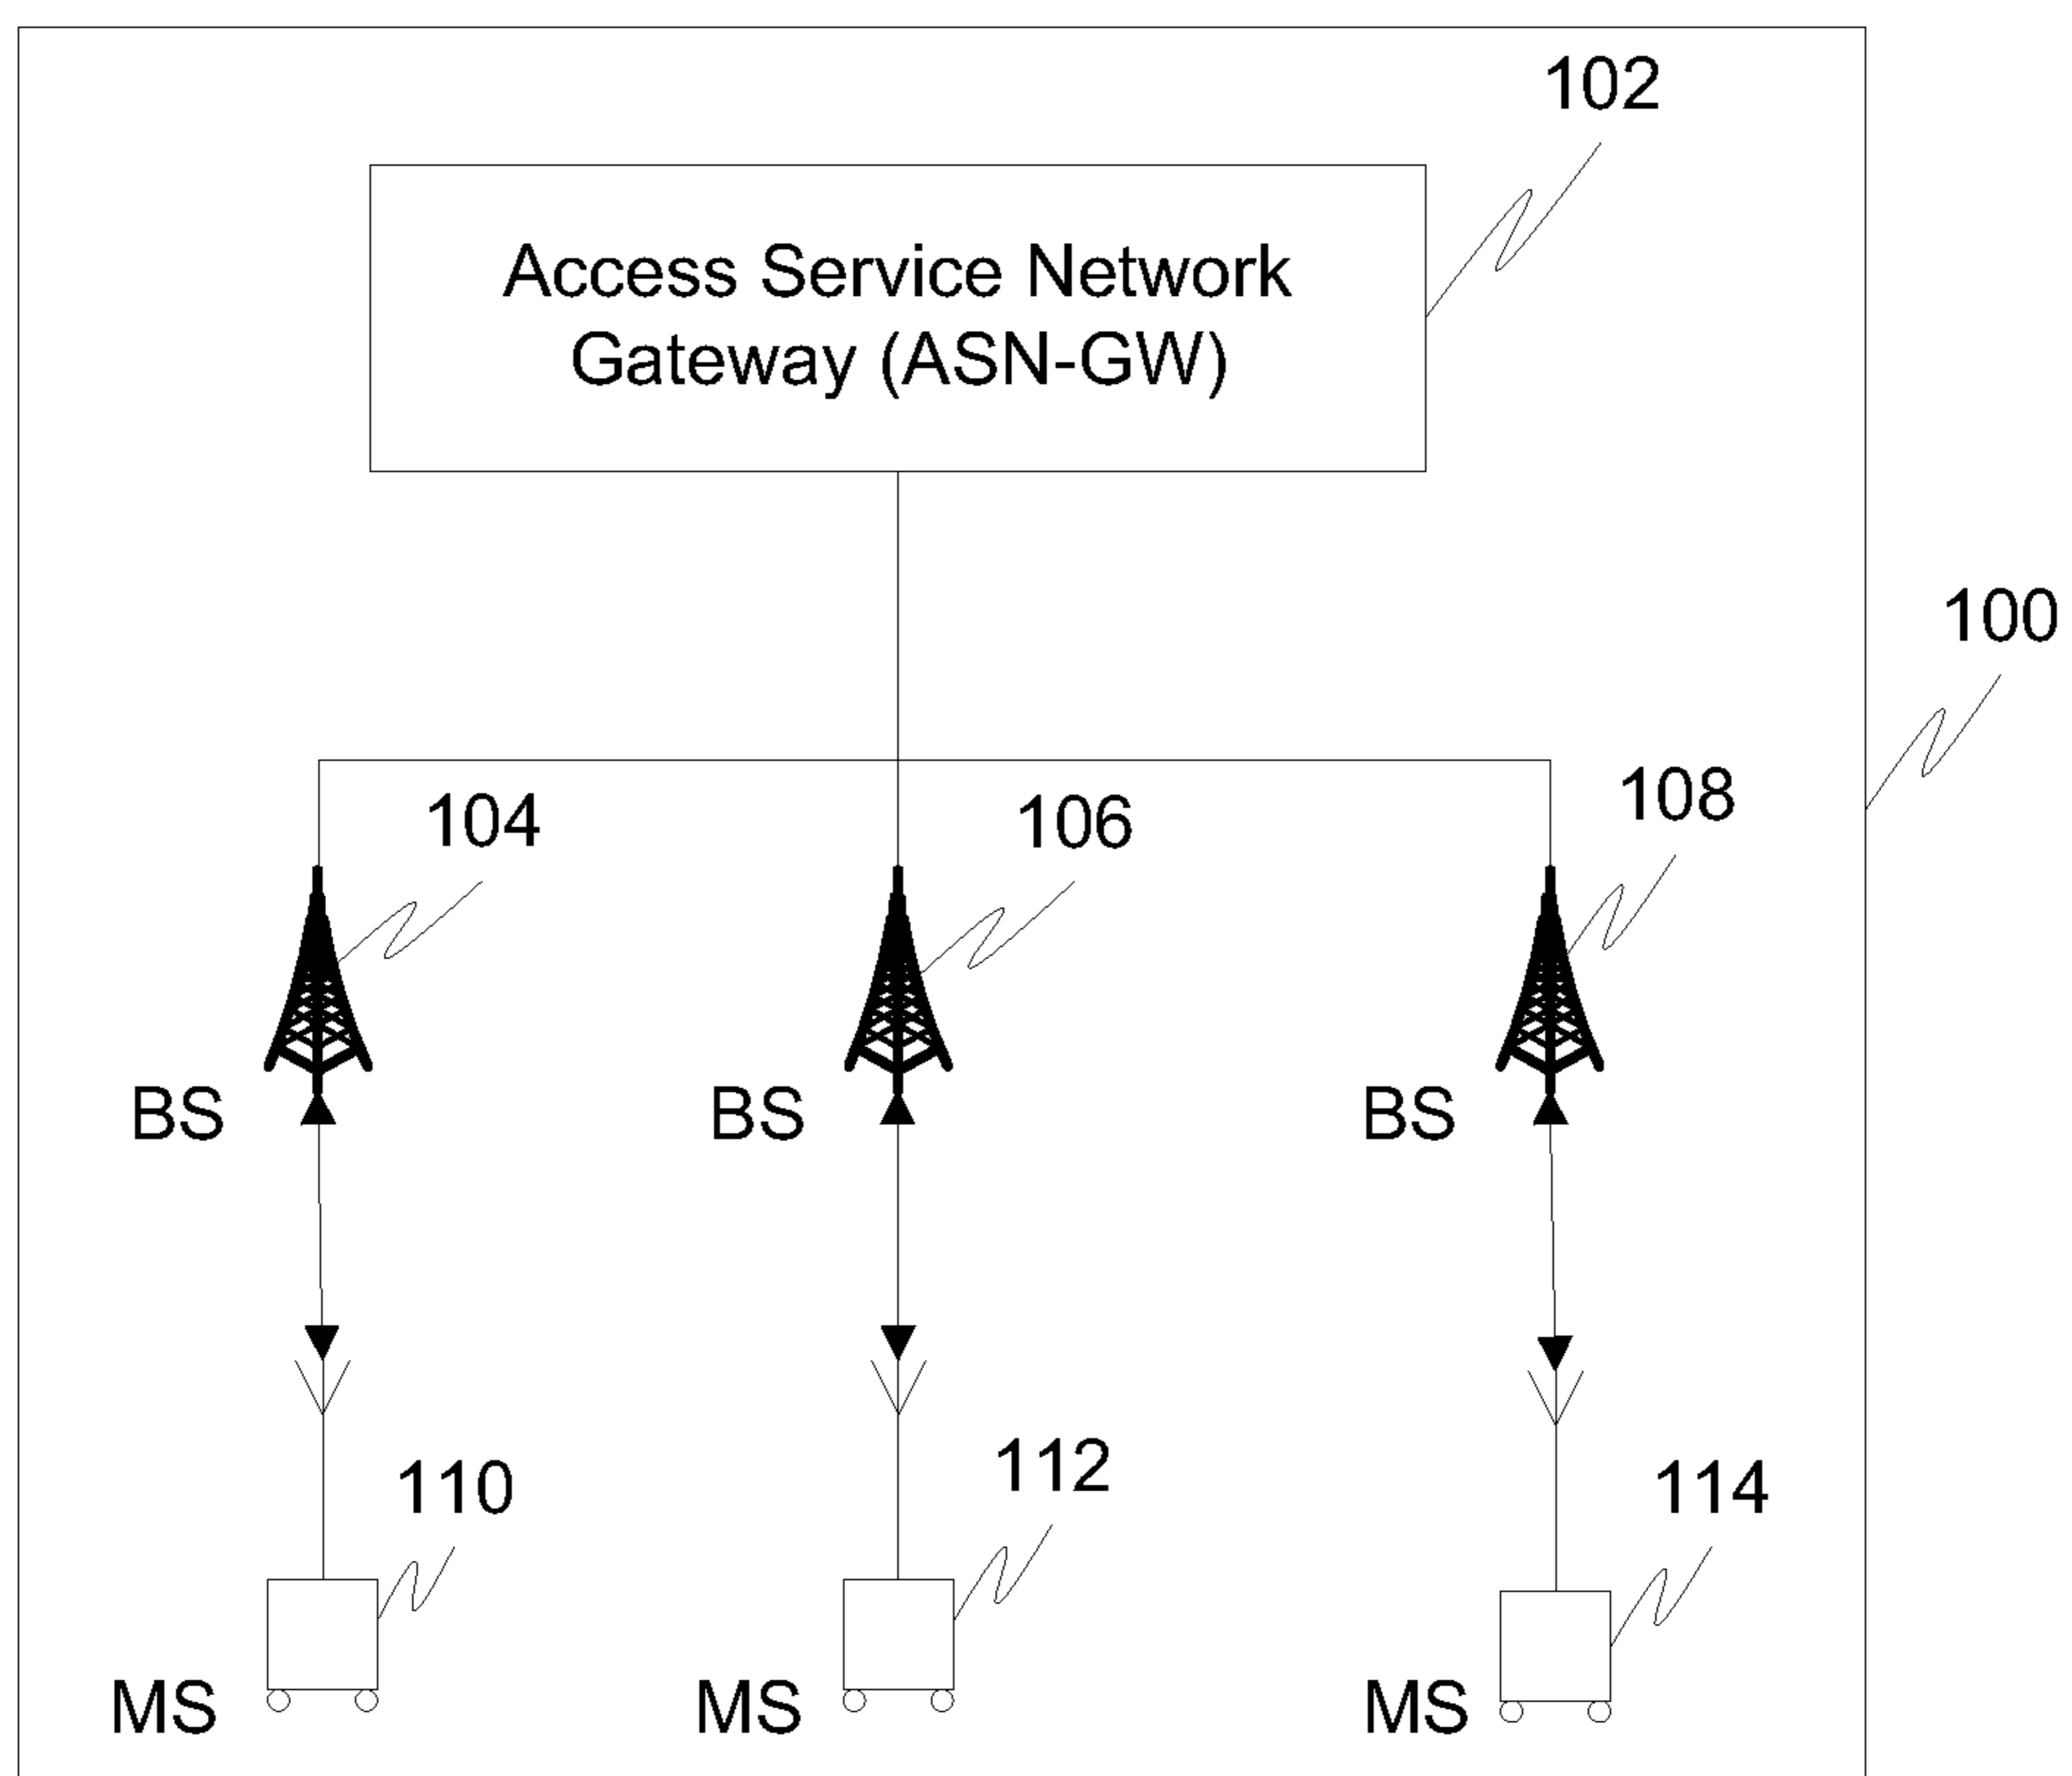 102
Access Service Network
Gateway (ASN-GW)
100
104
106
108
BS
BS
BS
110
112
114
MS
MS
MS